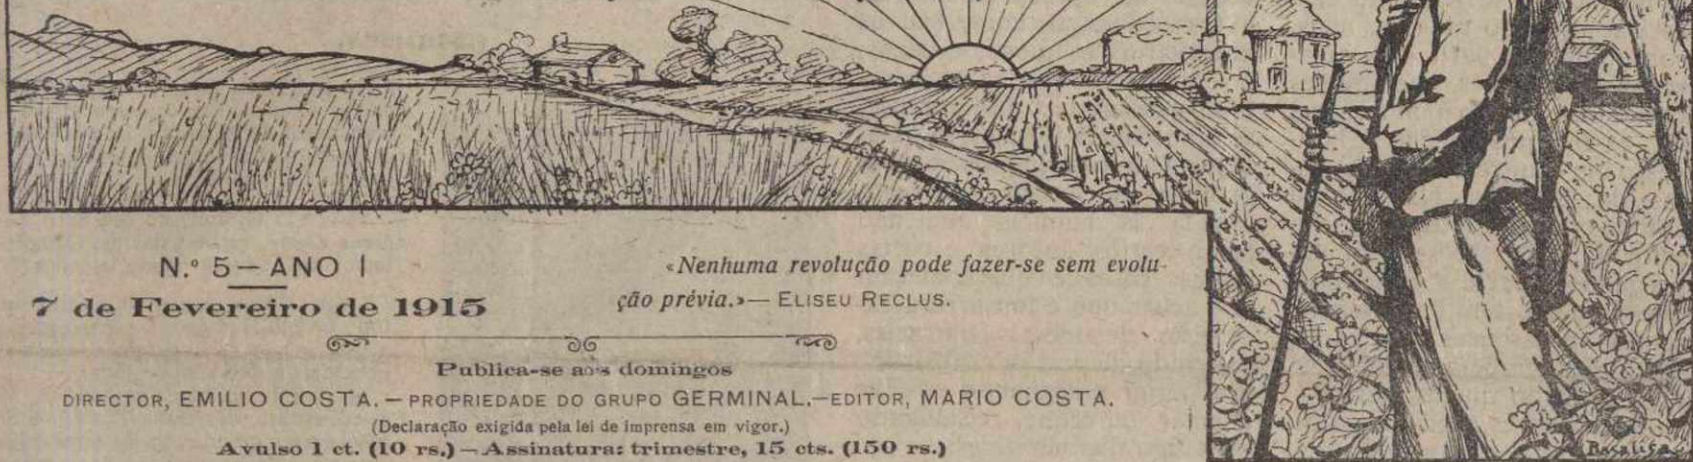 N.º 5 — ANO I
7 de Fevereiro de 1915
«Nenhuma revolução pode fazer-se sem evolu-
ção prévia.» — ELISEU RECLUS.
Publica-se aos domingos
DIRECTOR, EMILIO COSTA. — PROPRIEDADE DO GRUPO GERMINAL. — EDITOR, MARIO COSTA.
(Declaração exigida pela lei de imprensa em vigor.)
Avulso 1 ct. (10 rs.) — Assinatura: trimestre, 15 cts. (150 rs.)